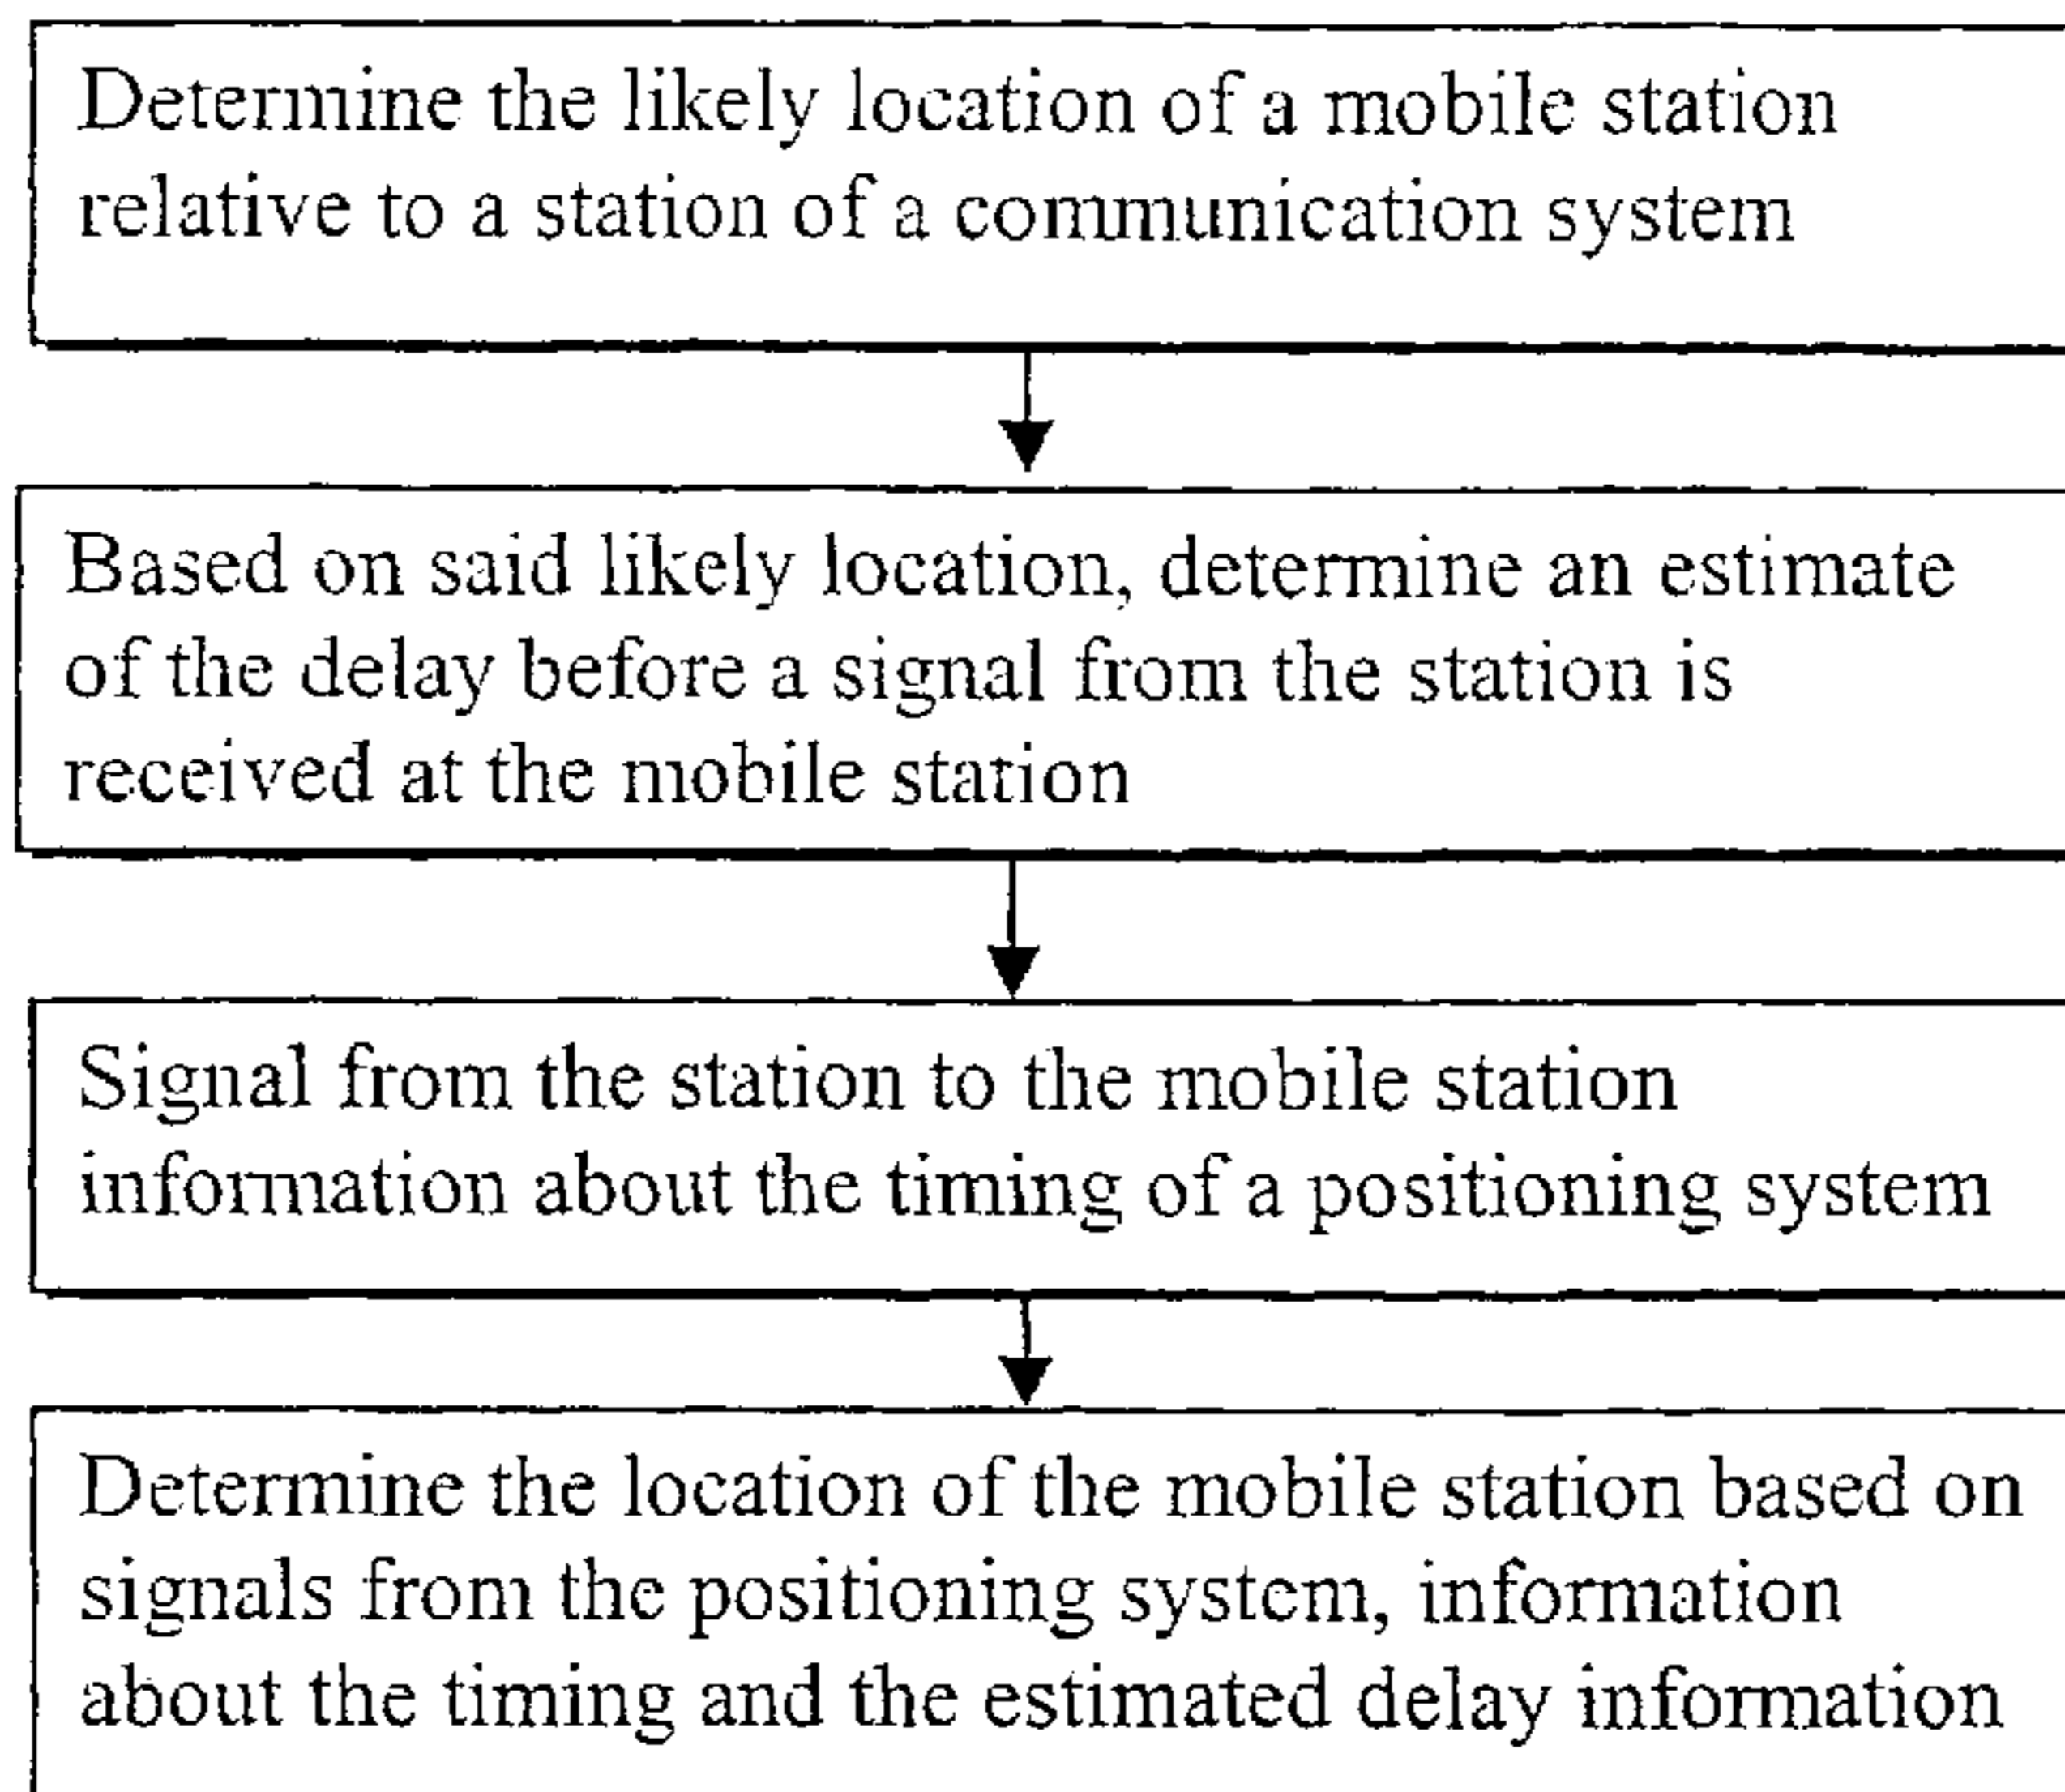 Determine the likely location of a mobile station
relative to a station of a communication system
Based on said likely location, determine an estimate
of the delay before a signal from the station is
received at the mobile station
Signal from the station to the mobile station
information about the timing of a positioning system
Determine the location of the mobile station based on
signals from the positioning system, information
about the timing and the estimated delay information